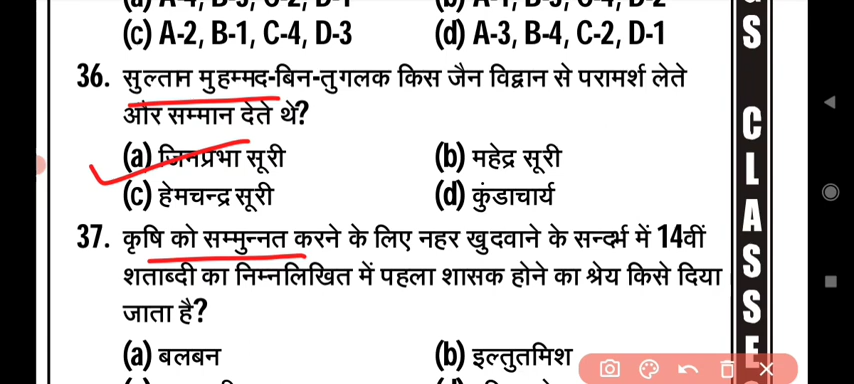 (c) A-2, B-1, C-4, D-3 (d) A-3, B-4, C-2, D-1
36. सुल्तान मुहम्मद-बिन-तुगलक किस जैन विद्वान से परामर्श लेते
और सम्मान देते थे?
(a) जिनप्रभा सूरी (b) महेद्र सूरी
(c) हेमचन्द्र सूरी (d) कुंडाचार्य
37. कृषि को सम्मुन्नत करने के लिए नहर खुदवाने के सन्दर्भ में 14वीं
शताब्दी का निम्नलिखित में पहला शासक होने का श्रेय किसे दिया
जाता है?
(a) बलबन (b) इल्तुतमिश
S CLASSE